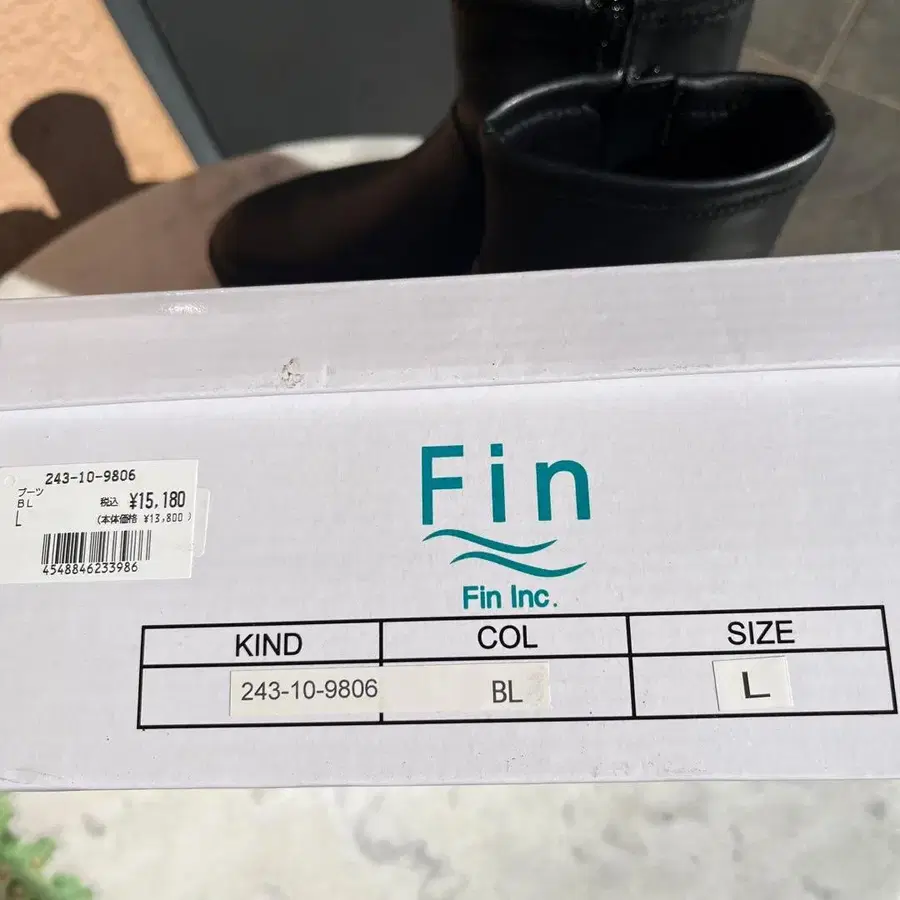 243-10-9806
ブーツ
BL 税込 ¥15,180
L (本体価格 ¥13,800)
4548846233986
Fin
Fin Inc.
KIND COL SIZE
243-10-9806 BL L